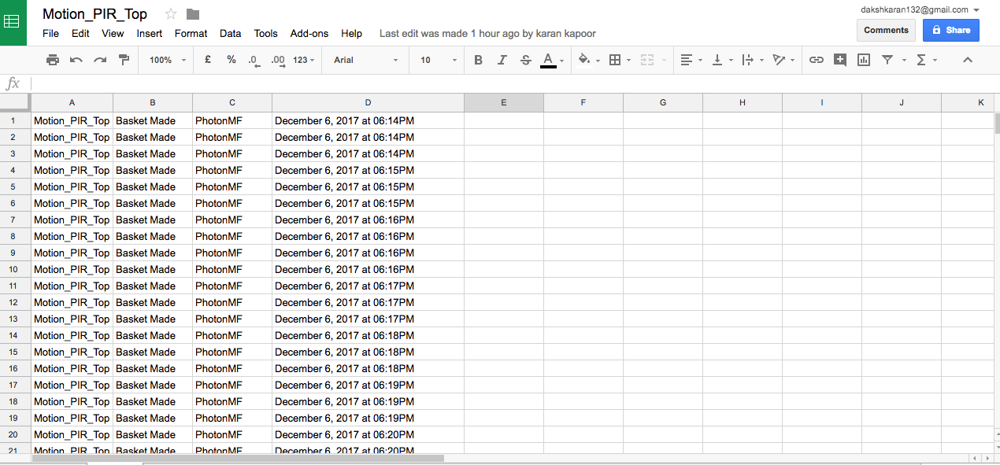 Motion_PIR_Top
dakshkaran132@gmail.com
File Edit View Insert Format Data Tools Add-ons Help Last edit was made 1 hour ago by karan kapoor
Comments Share
100% £ % .0 .00 123 Arial 10 B I S A Σ
fx
A B C D E F G H I J K
1 Motion_PIR_Top Basket Made PhotonMF December 6, 2017 at 06:14PM
2 Motion_PIR_Top Basket Made PhotonMF December 6, 2017 at 06:14PM
3 Motion_PIR_Top Basket Made PhotonMF December 6, 2017 at 06:14PM
4 Motion_PIR_Top Basket Made PhotonMF December 6, 2017 at 06:15PM
5 Motion_PIR_Top Basket Made PhotonMF December 6, 2017 at 06:15PM
6 Motion_PIR_Top Basket Made PhotonMF December 6, 2017 at 06:15PM
7 Motion_PIR_Top Basket Made PhotonMF December 6, 2017 at 06:16PM
8 Motion_PIR_Top Basket Made PhotonMF December 6, 2017 at 06:16PM
9 Motion_PIR_Top Basket Made PhotonMF December 6, 2017 at 06:16PM
10 Motion_PIR_Top Basket Made PhotonMF December 6, 2017 at 06:16PM
11 Motion_PIR_Top Basket Made PhotonMF December 6, 2017 at 06:17PM
12 Motion_PIR_Top Basket Made PhotonMF December 6, 2017 at 06:17PM
13 Motion_PIR_Top Basket Made PhotonMF December 6, 2017 at 06:17PM
14 Motion_PIR_Top Basket Made PhotonMF December 6, 2017 at 06:18PM
15 Motion_PIR_Top Basket Made PhotonMF December 6, 2017 at 06:18PM
16 Motion_PIR_Top Basket Made PhotonMF December 6, 2017 at 06:18PM
17 Motion_PIR_Top Basket Made PhotonMF December 6, 2017 at 06:19PM
18 Motion_PIR_Top Basket Made PhotonMF December 6, 2017 at 06:19PM
19 Motion_PIR_Top Basket Made PhotonMF December 6, 2017 at 06:19PM
20 Motion_PIR_Top Basket Made PhotonMF December 6, 2017 at 06:20PM
21 Motion_PIR_Top Basket Made PhotonMF December 6, 2017 at 06:20PM